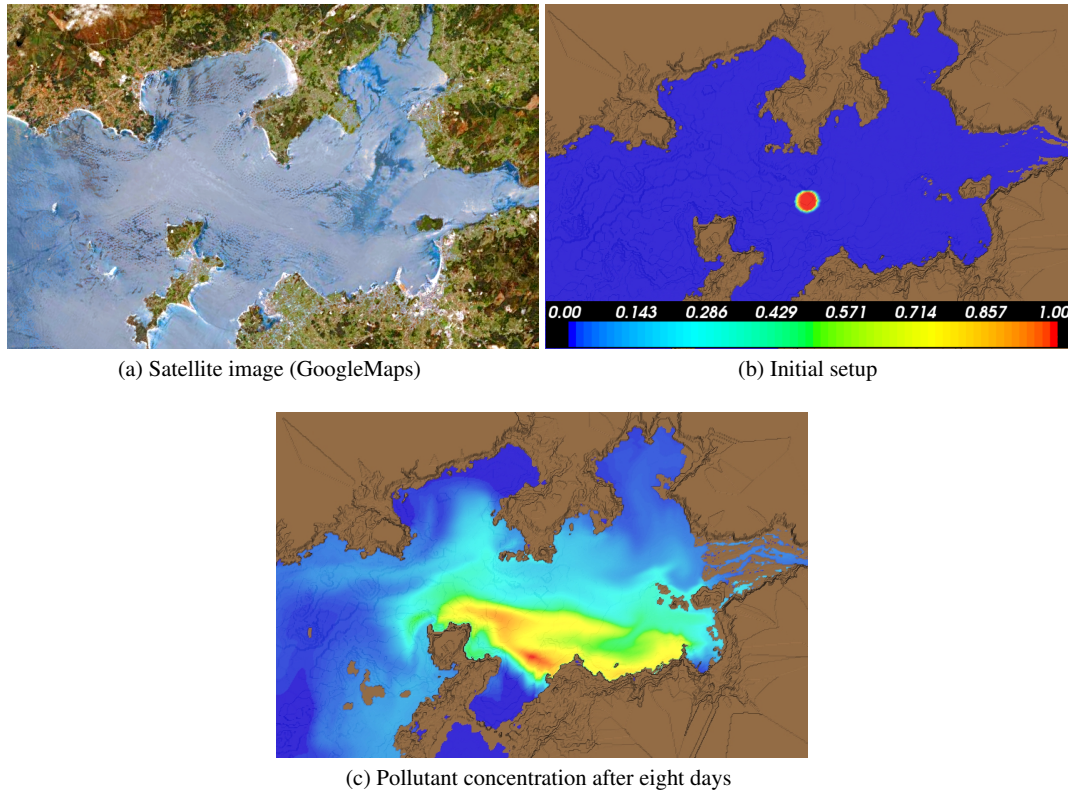 0.00 0.143 0.286 0.429 0.571 0.714 0.857 1.00
(a) Satellite image (GoogleMaps)
(b) Initial setup
(c) Pollutant concentration after eight days